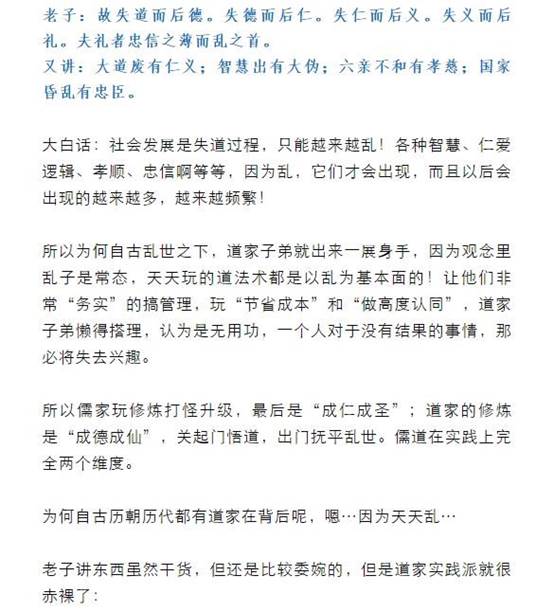 老子：故失道而后德。失德而后仁。失仁而后义。失义而后
礼。夫礼者忠信之薄而乱之首。
又讲：大道废有仁义；智慧出有大伪；六亲不和有孝慈；国家
昏乱有忠臣。
大白话：社会发展是失道过程，只能越来越乱！各种智慧、仁爱
逻辑、孝顺、忠信啊等等，因为乱，它们才会出现，而且以后会
出现的越来越多，越来越频繁！
所以为何自古乱世之下，道家子弟就出来一展身手，因为观念里
乱子是常态，天天玩的道法术都是以乱为基本面的！让他们非
常“务实”的搞管理，玩“节省成本”和“做高度认同”，道家
子弟懒得搭理，认为是无用功，一个人对于没有结果的事情，那
必将失去兴趣。
所以儒家玩修炼打怪升级，最后是“成仁成圣”；道家的修炼
是“成德成仙”，关起门悟道，出门抚平乱世。儒道在实践上完
全两个维度。
为何自古历朝历代都有道家在背后呢，嗯…因为天天乱…
老子讲东西虽然干货，但还是比较委婉的，但是道家实践派就很
赤裸了：